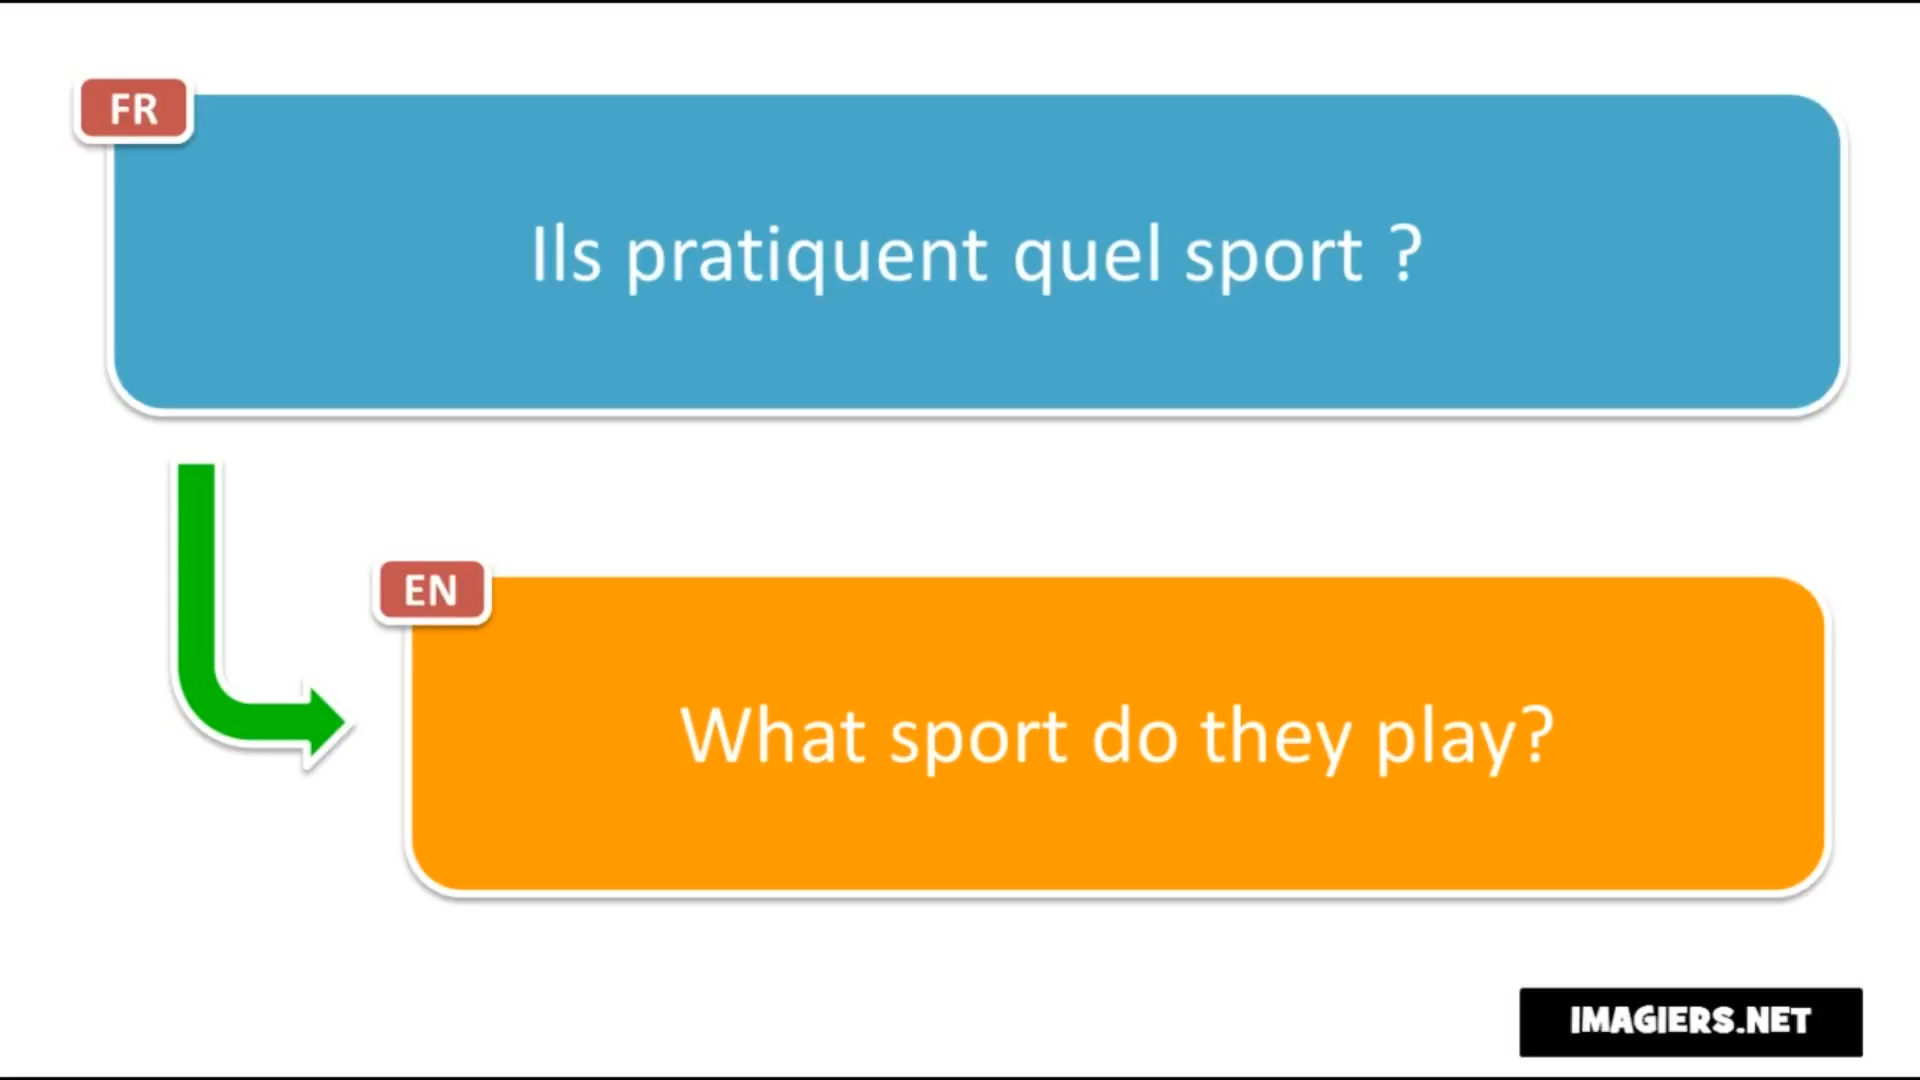 FR
Ils pratiquent quel sport ?
EN
What sport do they play?
IMAGIERS.NET